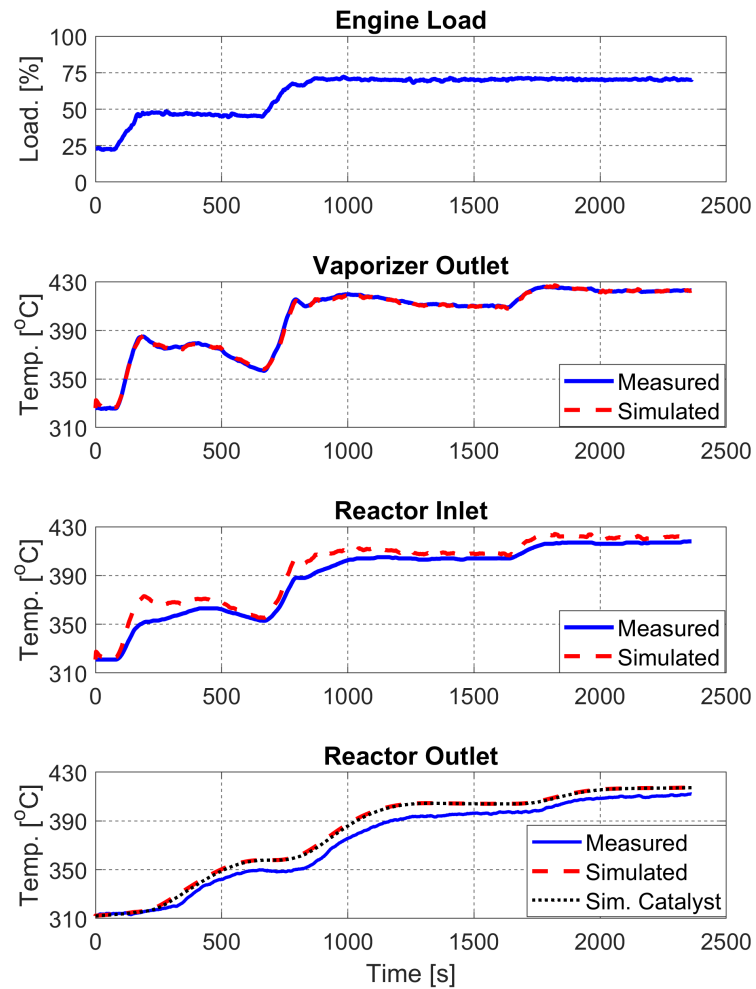 Engine Load
Load. [%]
100
75
50
25
0
0 500 1000 1500 2000 2500
Vaporizer Outlet
Temp. [°C]
430
390
350
310
Measured
Simulated
0 500 1000 1500 2000 2500
Reactor Inlet
Temp. [°C]
430
390
350
310
Measured
Simulated
0 500 1000 1500 2000 2500
Reactor Outlet
Temp. [°C]
430
390
350
310
Measured
Simulated
Sim. Catalyst
0 500 1000 1500 2000 2500
Time [s]